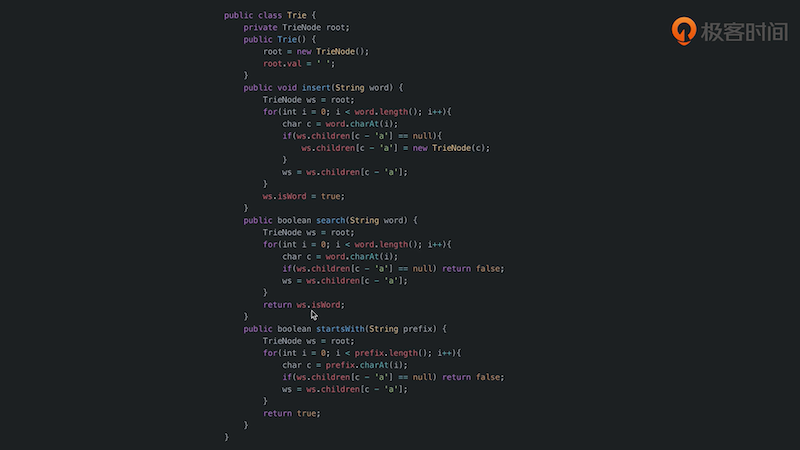 极客时间
public class Trie {
    private TrieNode root;
    public Trie() {
        root = new TrieNode();
        root.val = ' ';
    }
    public void insert(String word) {
        TrieNode ws = root;
        for(int i = 0; i < word.length(); i++){
            char c = word.charAt(i);
            if(ws.children[c - 'a'] == null){
                ws.children[c - 'a'] = new TrieNode(c);
            }
            ws = ws.children[c - 'a'];
        }
        ws.isWord = true;
    }
    public boolean search(String word) {
        TrieNode ws = root;
        for(int i = 0; i < word.length(); i++){
            char c = word.charAt(i);
            if(ws.children[c - 'a'] == null) return false;
            ws = ws.children[c - 'a'];
        }
        return ws.isWord;
    }
    public boolean startsWith(String prefix) {
        TrieNode ws = root;
        for(int i = 0; i < prefix.length(); i++){
            char c = prefix.charAt(i);
            if(ws.children[c - 'a'] == null) return false;
            ws = ws.children[c - 'a'];
        }
        return true;
    }
}